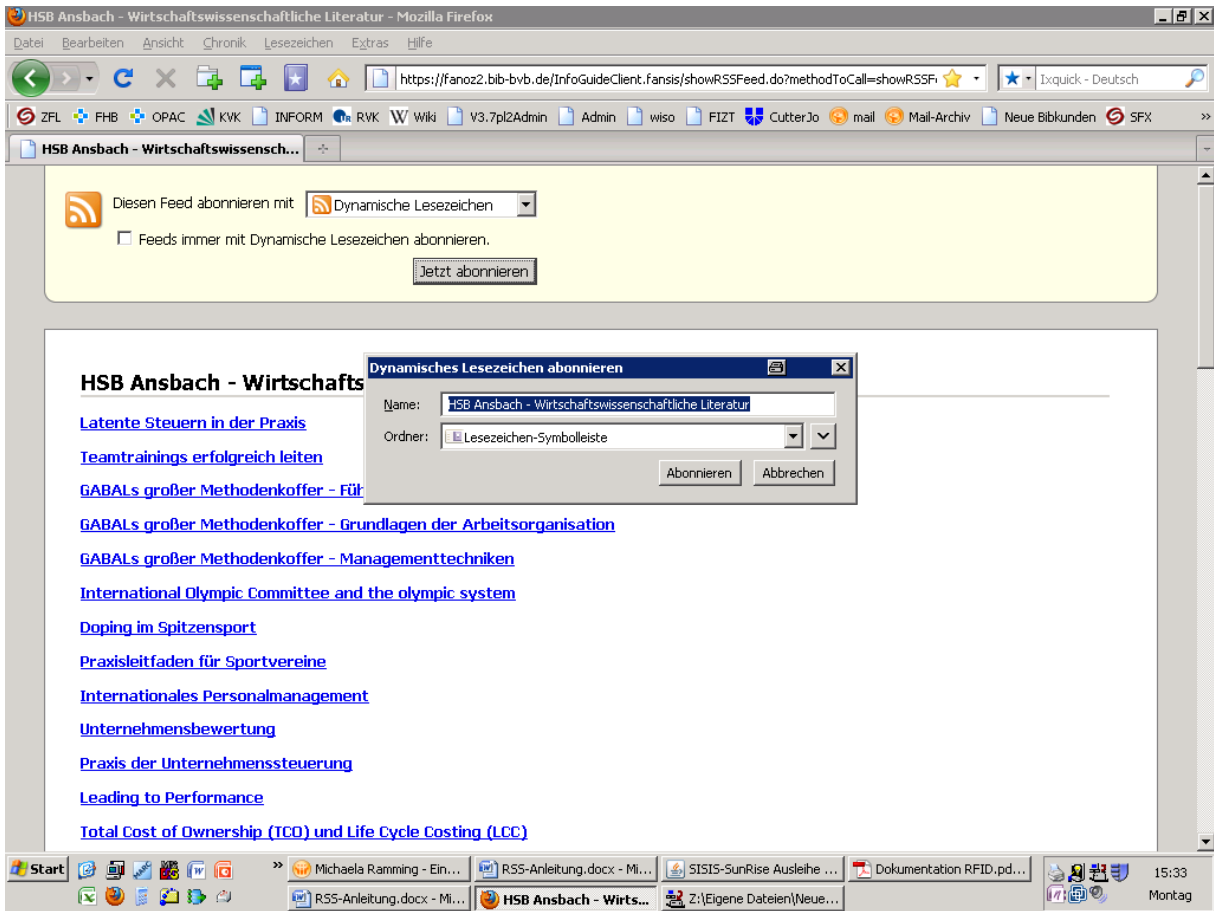 HSB Ansbach - Wirtschaftswissenschaftliche Literatur - Mozilla Firefox
Datei Bearbeiten Ansicht Chronik Lesezeichen Extras Hilfe
https://fanoz2.bib-bvb.de/InfoGuideClient.fansis/showRSSFeed.do?methodToCall=showRSSF Ixquick - Deutsch
ZFL FHB OPAC KVK INFORM RVK Wiki V3.7pl2Admin Admin wiso FIZT CutterJo mail Mail-Archiv Neue Bibkunden SFX »
HSB Ansbach - Wirtschaftswissensch...
Diesen Feed abonnieren mit Dynamische Lesezeichen
Feeds immer mit Dynamische Lesezeichen abonnieren.
Jetzt abonnieren
HSB Ansbach - Wirtschafts
Dynamisches Lesezeichen abonnieren
Name: HSB Ansbach - Wirtschaftswissenschaftliche Literatur
Ordner: Lesezeichen-Symbolleiste
Abonnieren Abbrechen
Latente Steuern in der Praxis
Teamtrainings erfolgreich leiten
GABALs großer Methodenkoffer - Füh
GABALs großer Methodenkoffer - Grundlagen der Arbeitsorganisation
GABALs großer Methodenkoffer - Managementtechniken
International Olympic Committee and the olympic system
Doping im Spitzensport
Praxisleitfaden für Sportvereine
Internationales Personalmanagement
Unternehmensbewertung
Praxis der Unternehmenssteuerung
Leading to Performance
Total Cost of Ownership (TCO) und Life Cycle Costing (LCC)
Start » Michaela Ramming - Ein... RSS-Anleitung.docx - Mi... SISIS-SunRise Ausleihe ... Dokumentation RFID.pd... 15:33
RSS-Anleitung.docx - Mi... HSB Ansbach - Wirts... Z:\Eigene Dateien\Neue... Montag